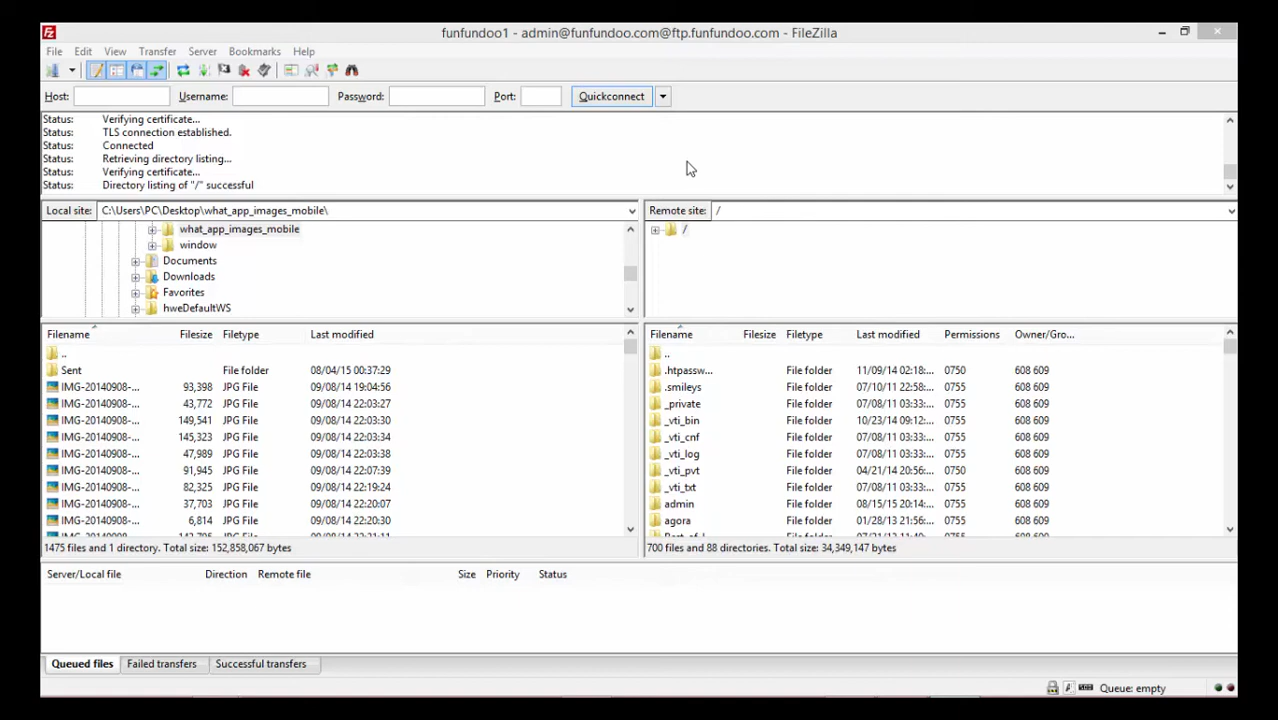 funfundoo1 - admin@funfundoo.com@ftp.funfundoo.com - FileZilla
File Edit View Transfer Server Bookmarks Help
Host: Username: Password: Port: Quickconnect
Status: Verifying certificate...
Status: TLS connection established.
Status: Connected
Status: Retrieving directory listing...
Status: Verifying certificate...
Status: Directory listing of "/" successful
Local site: C:\Users\PC\Desktop\what_app_images_mobile\
what_app_images_mobile
window
Documents
Downloads
Favorites
hweDefaultWS
Filename Filesize Filetype Last modified
..
Sent File folder 08/04/15 00:37:29
IMG-20140908-... 93,398 JPG File 09/08/14 19:04:56
IMG-20140908-... 43,772 JPG File 09/08/14 22:03:27
IMG-20140908-... 149,541 JPG File 09/08/14 22:03:30
IMG-20140908-... 145,323 JPG File 09/08/14 22:03:34
IMG-20140908-... 47,989 JPG File 09/08/14 22:03:38
IMG-20140908-... 91,945 JPG File 09/08/14 22:07:39
IMG-20140908-... 82,325 JPG File 09/08/14 22:19:24
IMG-20140908-... 37,703 JPG File 09/08/14 22:20:07
IMG-20140908-... 6,814 JPG File 09/08/14 22:20:30
1475 files and 1 directory. Total size: 152,858,067 bytes
Remote site: /
/
Filename Filesize Filetype Last modified Permissions Owner/Gro...
..
.htpassw... File folder 11/09/14 02:18:... 0750 608 609
.smileys File folder 07/10/11 22:58:... 0755 608 609
_private File folder 07/08/11 03:33:... 0755 608 609
_vti_bin File folder 10/23/14 09:12:... 0755 608 609
_vti_cnf File folder 07/08/11 03:33:... 0755 608 609
_vti_log File folder 07/08/11 03:33:... 0755 608 609
_vti_pvt File folder 04/21/14 20:56:... 0750 608 609
_vti_txt File folder 07/08/11 03:33:... 0755 608 609
admin File folder 08/15/15 20:14:... 0755 608 609
agora File folder 01/28/13 21:56:... 0755 608 609
700 files and 88 directories. Total size: 34,349,147 bytes
Server/Local file Direction Remote file Size Priority Status
Queued files Failed transfers Successful transfers
Queue: empty